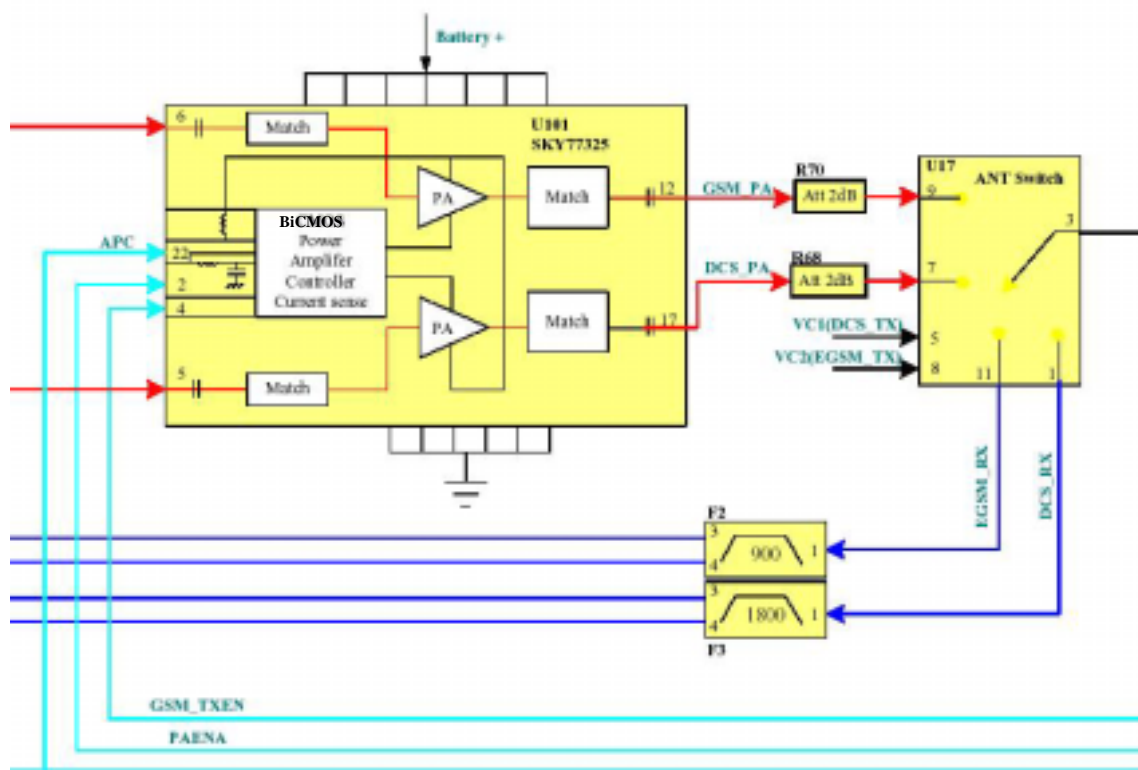 Battery +
6
Match
U101
SKY77325
PA
Match
12
GSM_PA
R70
Att 2dB
U17
ANT Switch
9
3
BiCMOS
Power
Amplifer
Controller
Current sense
APC
22
2
4
DCS_PA
R68
Att 2dB
7
PA
Match
17
VC1(DCS_TX)
5
VC2(EGSM_TX)
8
5
Match
11
1
EGSM_RX
DCS_RX
F2
3
900
1
4
3
1800
1
4
F3
GSM_TXEN
PAENA